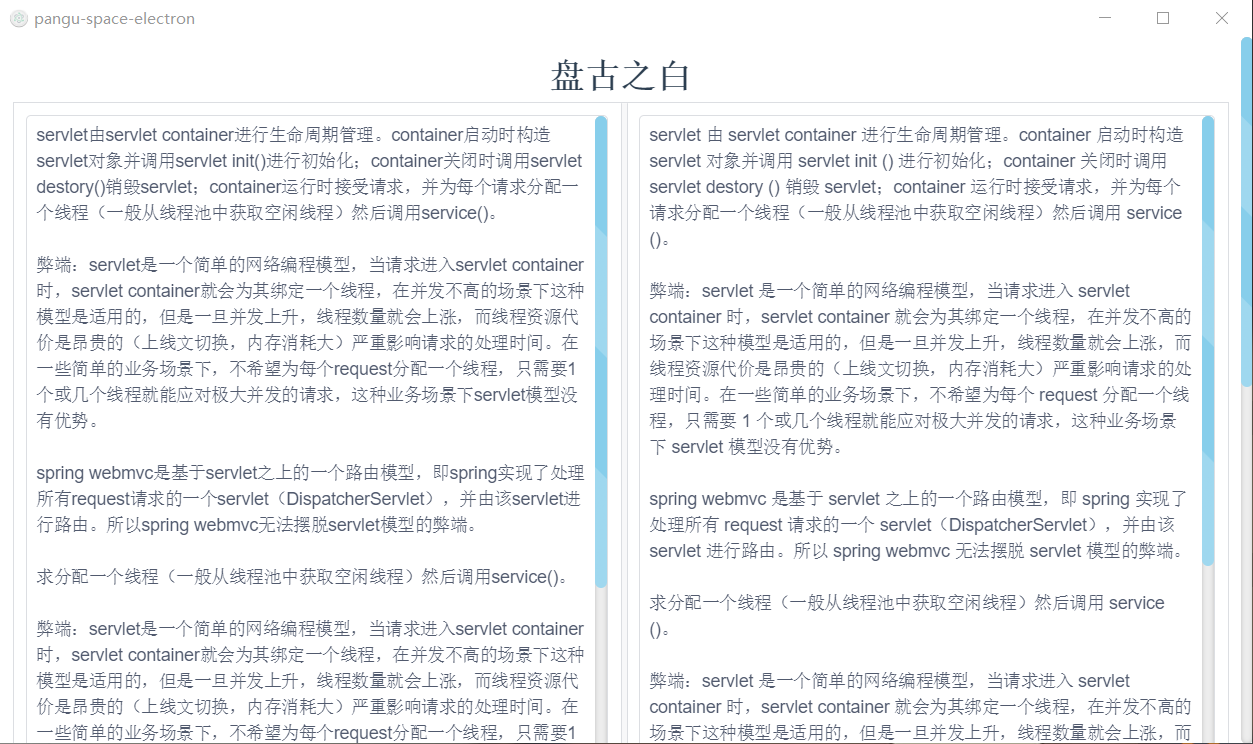 pangu-space-electron
盘古之白
servlet由servlet container进行生命周期管理。container启动时构造
servlet对象并调用servlet init()进行初始化；container关闭时调用servlet
destory()销毁servlet；container运行时接受请求，并为每个请求分配一
个线程（一般从线程池中获取空闲线程）然后调用service()。
弊端：servlet是一个简单的网络编程模型，当请求进入servlet container
时，servlet container就会为其绑定一个线程，在并发不高的场景下这种
模型是适用的，但是一旦并发上升，线程数量就会上涨，而线程资源代
价是昂贵的（上线文切换，内存消耗大）严重影响请求的处理时间。在
一些简单的业务场景下，不希望为每个request分配一个线程，只需要1
个或几个线程就能应对极大并发的请求，这种业务场景下servlet模型没
有优势。
spring webmvc是基于servlet之上的一个路由模型，即spring实现了处理
所有request请求的一个servlet（DispatcherServlet），并由该servlet进
行路由。所以spring webmvc无法摆脱servlet模型的弊端。
求分配一个线程（一般从线程池中获取空闲线程）然后调用service()。
弊端：servlet是一个简单的网络编程模型，当请求进入servlet container
时，servlet container就会为其绑定一个线程，在并发不高的场景下这种
模型是适用的，但是一旦并发上升，线程数量就会上涨，而线程资源代
价是昂贵的（上线文切换，内存消耗大）严重影响请求的处理时间。在
一些简单的业务场景下，不希望为每个request分配一个线程，只需要1
servlet 由 servlet container 进行生命周期管理。container 启动时构造
servlet 对象并调用 servlet init () 进行初始化；container 关闭时调用
servlet destory () 销毁 servlet；container 运行时接受请求，并为每个
请求分配一个线程（一般从线程池中获取空闲线程）然后调用 service
()。
弊端：servlet 是一个简单的网络编程模型，当请求进入 servlet
container 时，servlet container 就会为其绑定一个线程，在并发不高的
场景下这种模型是适用的，但是一旦并发上升，线程数量就会上涨，而
线程资源代价是昂贵的（上线文切换，内存消耗大）严重影响请求的处
理时间。在一些简单的业务场景下，不希望为每个 request 分配一个线
程，只需要 1 个或几个线程就能应对极大并发的请求，这种业务场景
下 servlet 模型没有优势。
spring webmvc 是基于 servlet 之上的一个路由模型，即 spring 实现了
处理所有 request 请求的一个 servlet（DispatcherServlet），并由该
servlet 进行路由。所以 spring webmvc 无法摆脱 servlet 模型的弊端。
求分配一个线程（一般从线程池中获取空闲线程）然后调用 service
()。
弊端：servlet 是一个简单的网络编程模型，当请求进入 servlet
container 时，servlet container 就会为其绑定一个线程，在并发不高的
场景下这种模型是适用的，但是一旦并发上升，线程数量就会上涨，而